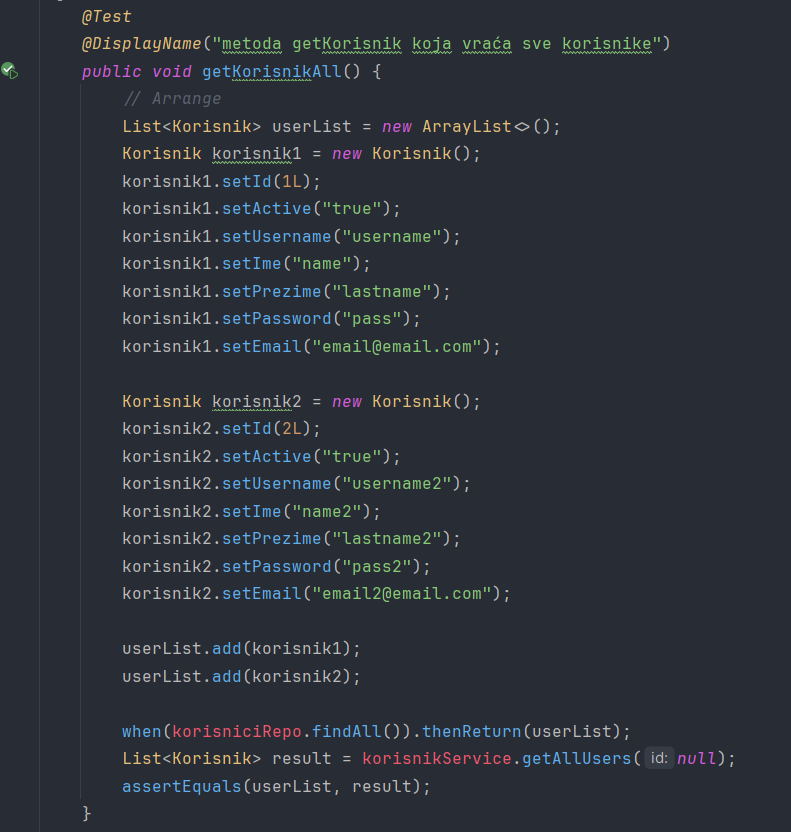 @Test
@DisplayName("metoda getKorisnik koja vraća sve korisnike")
public void getKorisnikAll() {
// Arrange
List<Korisnik> userList = new ArrayList<>();
Korisnik korisnik1 = new Korisnik();
korisnik1.setId(1L);
korisnik1.setActive("true");
korisnik1.setUsername("username");
korisnik1.setIme("name");
korisnik1.setPrezime("lastname");
korisnik1.setPassword("pass");
korisnik1.setEmail("email@email.com");
Korisnik korisnik2 = new Korisnik();
korisnik2.setId(2L);
korisnik2.setActive("true");
korisnik2.setUsername("username2");
korisnik2.setIme("name2");
korisnik2.setPrezime("lastname2");
korisnik2.setPassword("pass2");
korisnik2.setEmail("email2@email.com");
userList.add(korisnik1);
userList.add(korisnik2);
when(korisniciRepo.findAll()).thenReturn(userList);
List<Korisnik> result = korisnikService.getAllUsers( id: null);
assertEquals(userList, result);
}